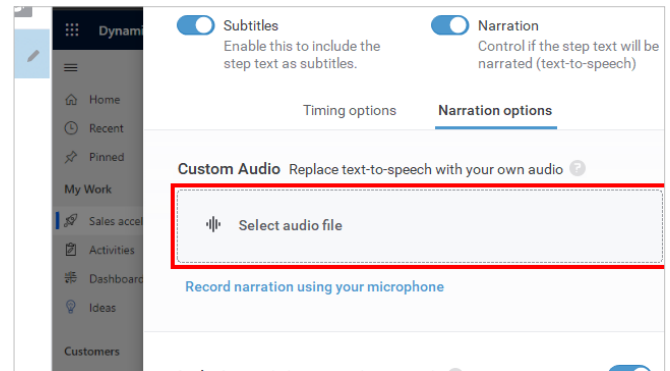 Dynami
Home
Recent
Pinned
My Work
Sales accel
Activities
Dashboard
Ideas
Customers
Subtitles
Enable this to include the
step text as subtitles.
Narration
Control if the step text will be
narrated (text-to-speech)
Timing options
Narration options
Custom Audio Replace text-to-speech with your own audio ?
Select audio file
Record narration using your microphone